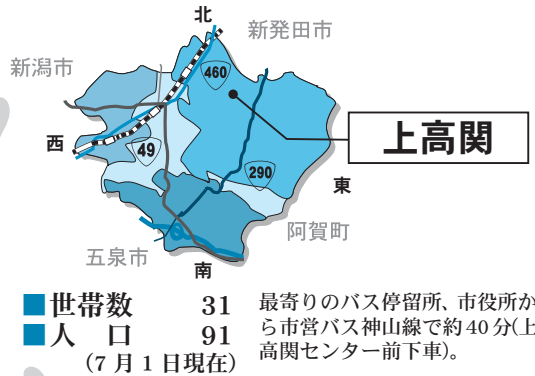 北
新発田市
新潟市
460
西
49
上高関
290
東
阿賀町
五泉市
南
■世帯数 31
■人 口 91
(7月1日現在)
最寄りのバス停留所、市役所か
ら市営バス神山線で約40分(上
高関センター前下車)。